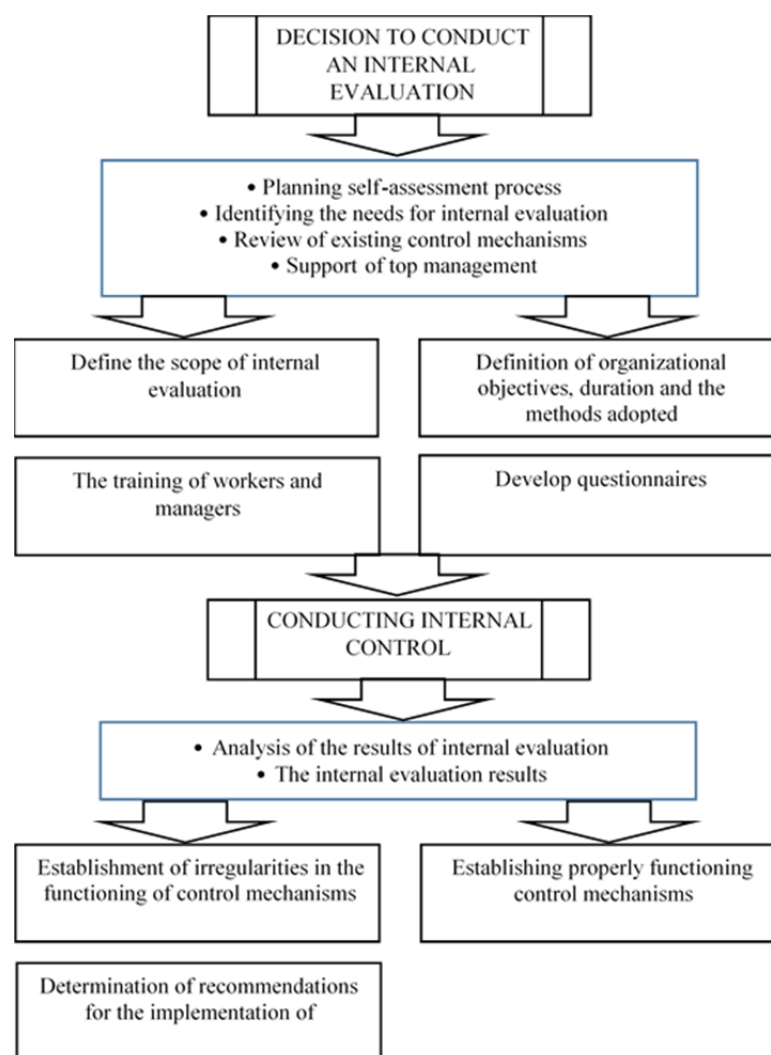 DECISION TO CONDUCT
AN INTERNAL
EVALUATION
• Planning self-assessment process
• Identifying the needs for internal evaluation
• Review of existing control mechanisms
• Support of top management
Define the scope of internal
evaluation
Definition of organizational
objectives, duration and the
methods adopted
The training of workers and
managers
Develop questionnaires
CONDUCTING INTERNAL
CONTROL
• Analysis of the results of internal evaluation
• The internal evaluation results
Establishment of irregularities in the
functioning of control mechanisms
Establishing properly functioning
control mechanisms
Determination of recommendations
for the implementation of